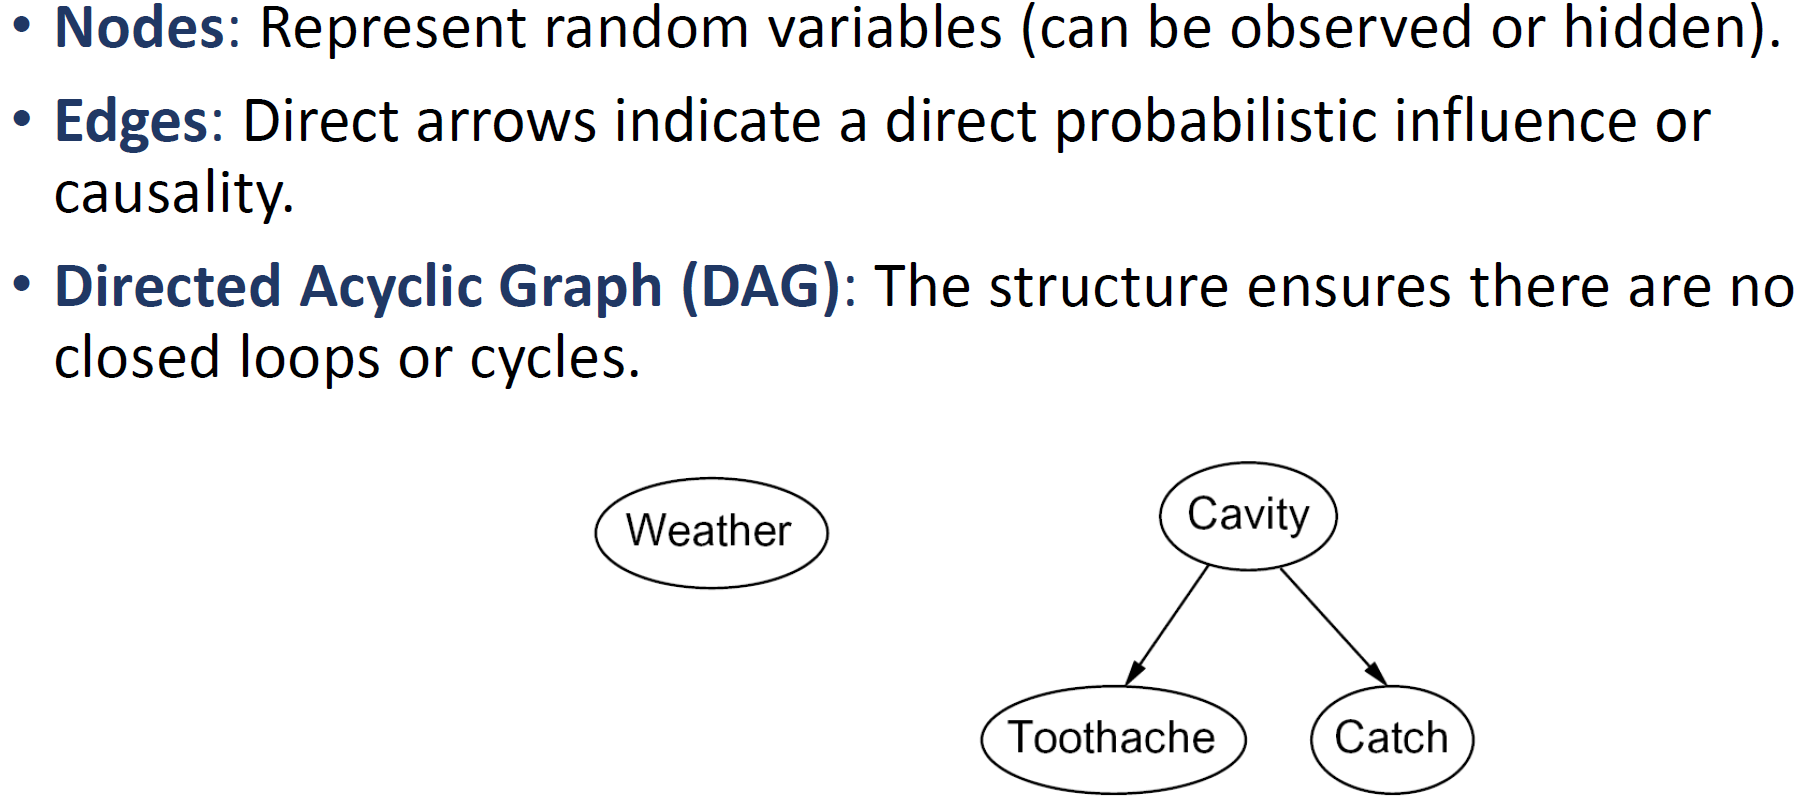 • Nodes: Represent random variables (can be observed or hidden).
• Edges: Direct arrows indicate a direct probabilistic influence or
causality.
• Directed Acyclic Graph (DAG): The structure ensures there are no
closed loops or cycles.
Weather
Cavity
Toothache
Catch